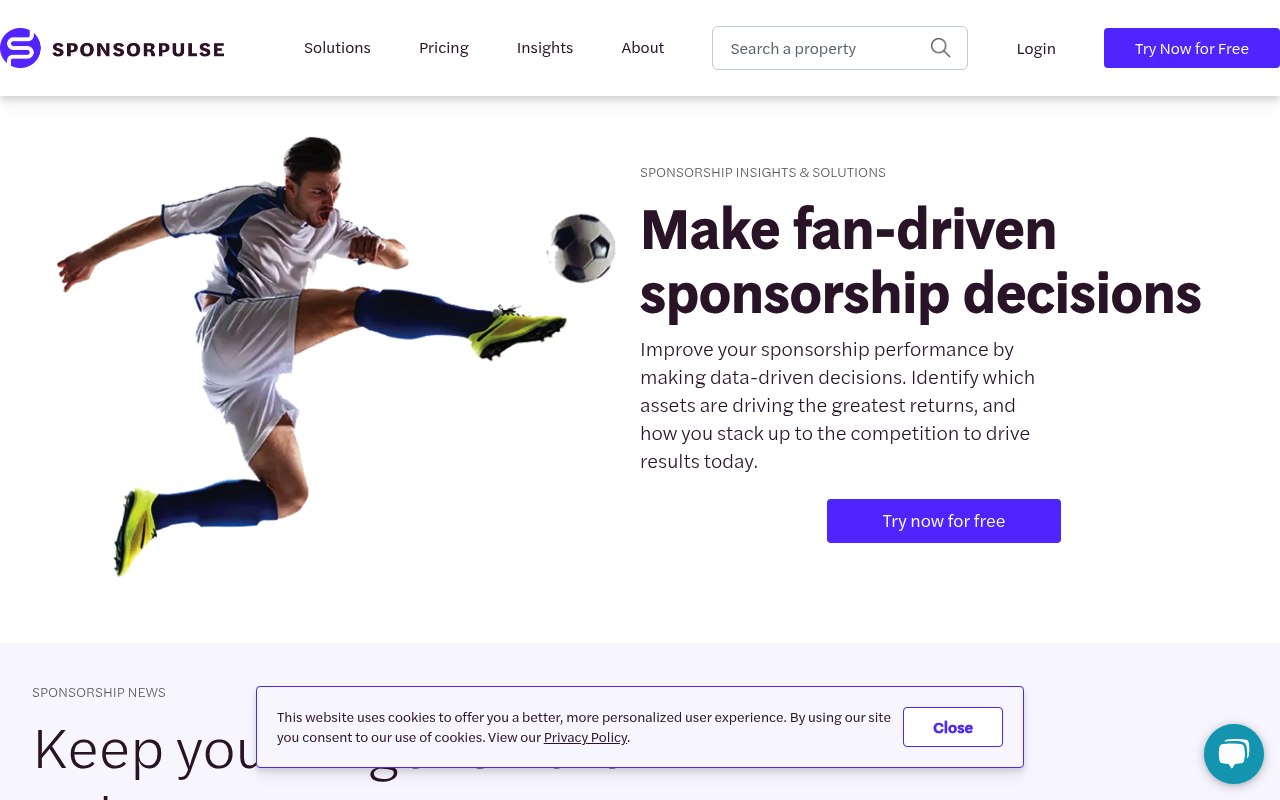 SPONSORPULSE
Solutions
Pricing
Insights
About
Search a property
Login
Try Now for Free
SPONSORSHIP INSIGHTS & SOLUTIONS
Make fan-driven
sponsorship decisions
Improve your sponsorship performance by
making data-driven decisions. Identify which
assets are driving the greatest returns, and
how you stack up to the competition to drive
results today.
Try now for free
SPONSORSHIP NEWS
Keep
This website uses cookies to offer you a better, more personalized user experience. By using our site
you consent to our use of cookies. View our Privacy Policy.
Close